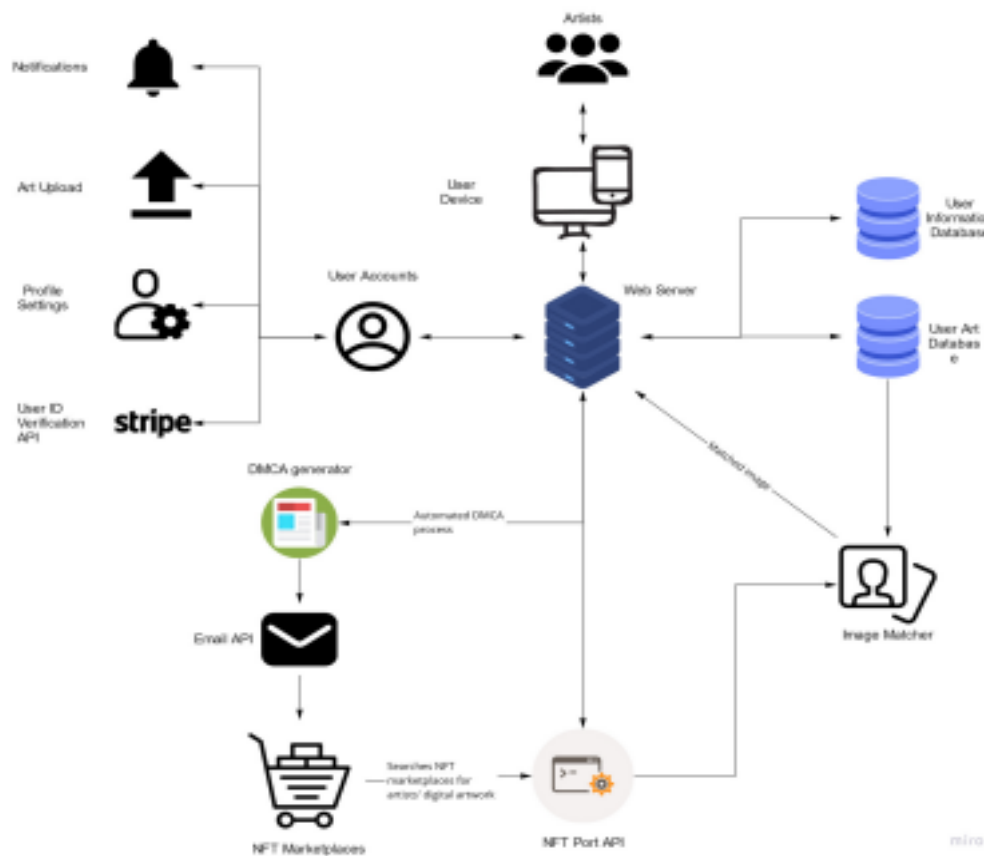 Artists
Notifications
Art Upload
User
Device
User
Informatio
Database
Profile
Settings
User Accounts
Web Server
User Art
Databas
e
User ID
Verification
API
stripe
DMCA generator
Matched image
Automated DMCA
process
Email API
Image Matcher
Searches NFT
marketplaces for
artists' digital artwork
NFT Marketplaces
NFT Port API
miro